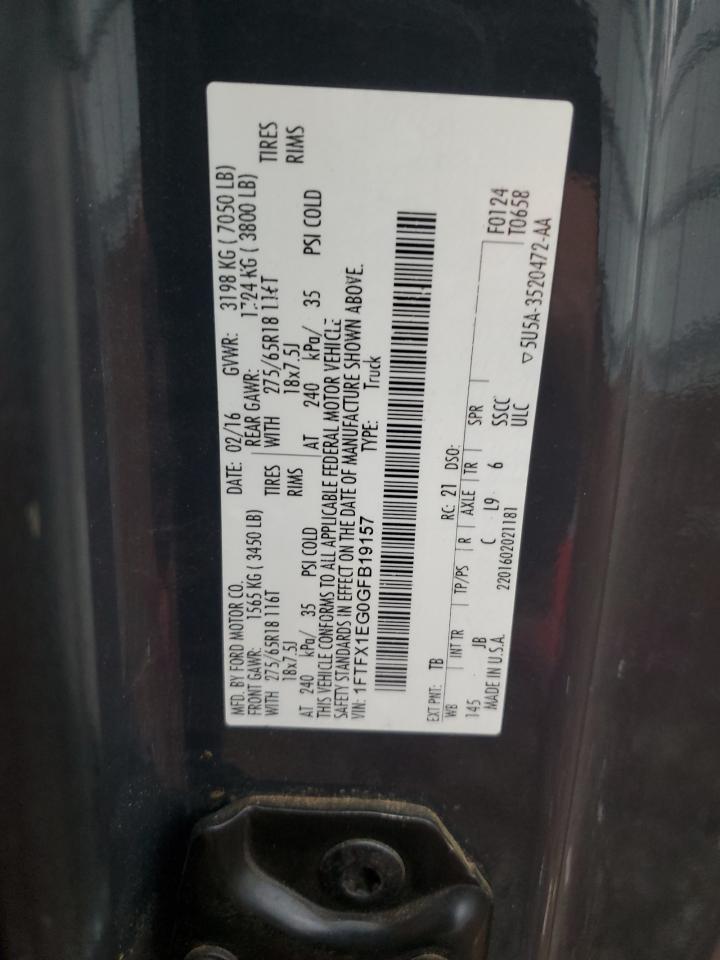 MFD. BY FORD MOTOR CO.
DATE: 02/16 GVWR: 3198 KG ( 7050 LB)
FRONT GAWR: 1565 KG ( 3450 LB) REAR GAWR: 1724 KG ( 3800 LB)
WITH 275/65R18 116T TIRES WITH 275/65R18 116T TIRES
18x7.5J RIMS 18x7.5J RIMS
AT 240 kPa/ 35 PSI COLD AT 240 kPa/ 35 PSI COLD
THIS VEHICLE CONFORMS TO ALL APPLICABLE FEDERAL MOTOR VEHICLE
SAFETY STANDARDS IN EFFECT ON THE DATE OF MANUFACTURE SHOWN ABOVE.
VIN: 1FTFX1EG0GFB19157 TYPE: Truck
EXT PNT: TB RC: 21 DSO:
WB INT TR TP/PS R AXLE TR SPR F0124
145 JB C L9 6 SSCC T0658
MADE IN U.S.A. ULC
2201602021181 ▽5U5A-3520472-AA